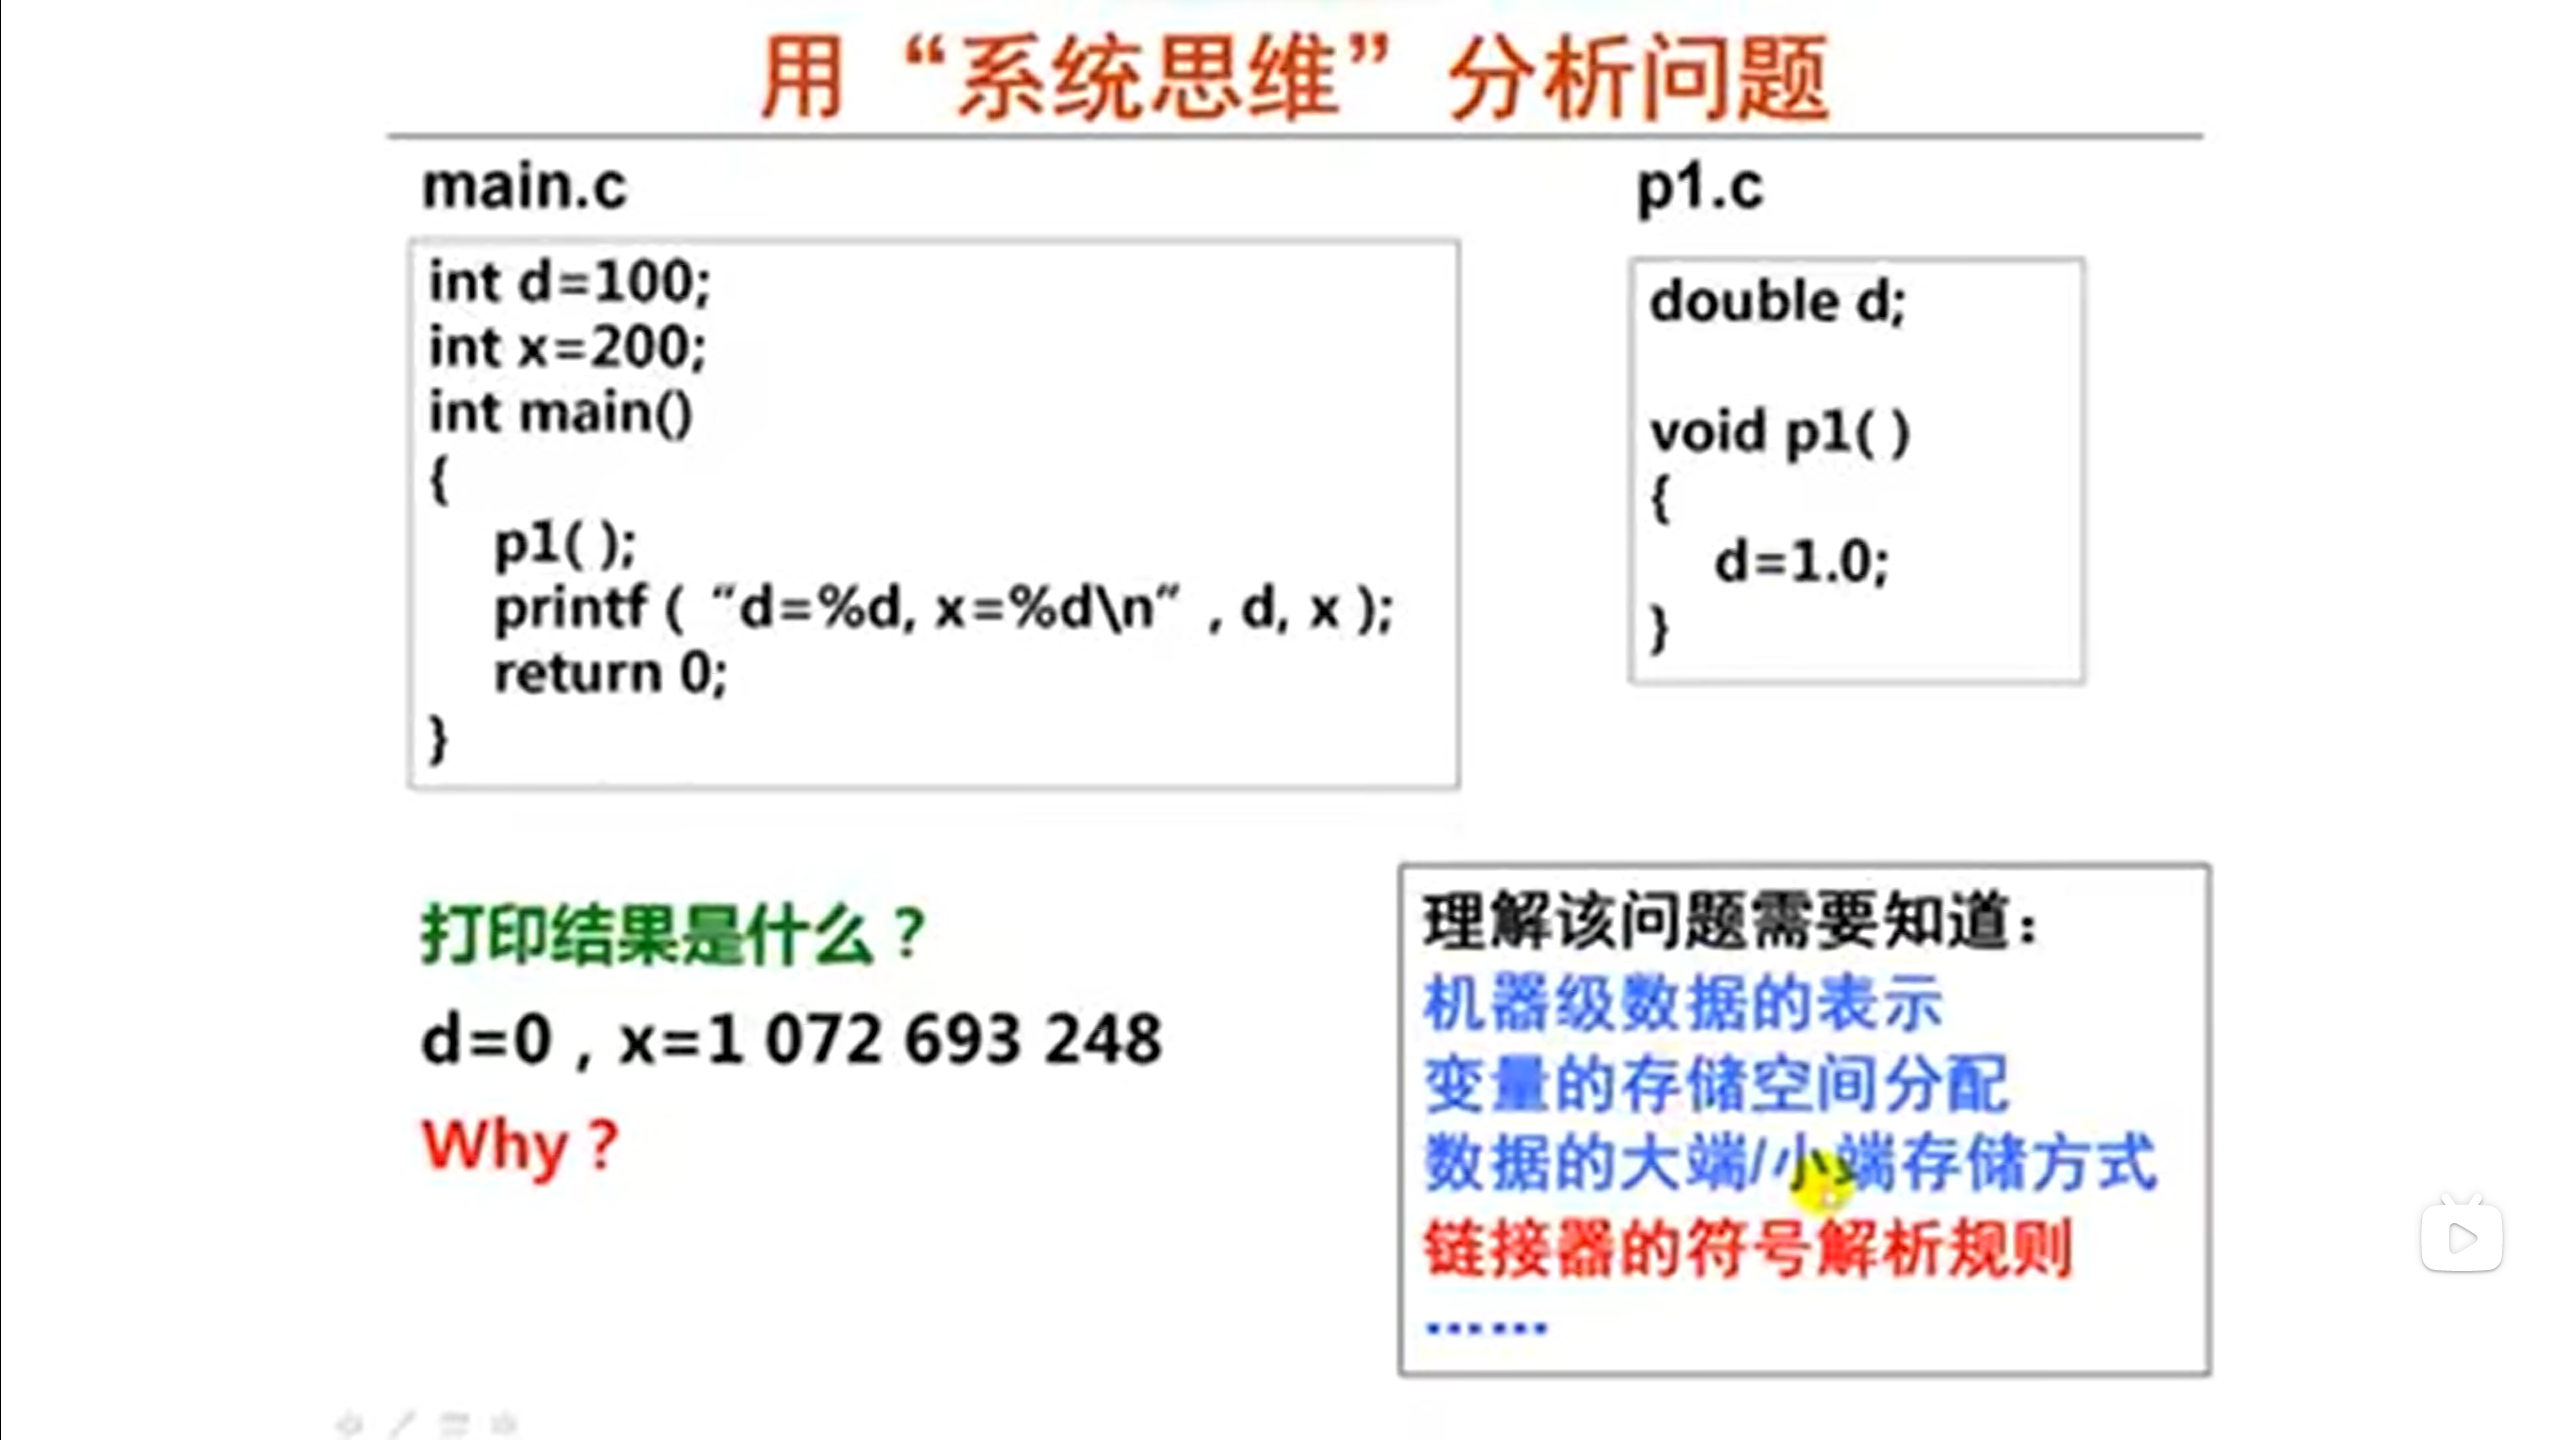 用“系统思维”分析问题
main.c
int d=100;
int x=200;
int main()
{
p1( );
printf ( “d=%d, x=%d\n” , d, x );
return 0;
}
p1.c
double d;
void p1( )
{
d=1.0;
}
打印结果是什么？
d=0 , x=1 072 693 248
Why？
理解该问题需要知道：
机器级数据的表示
变量的存储空间分配
数据的大端/小端存储方式
链接器的符号解析规则
……